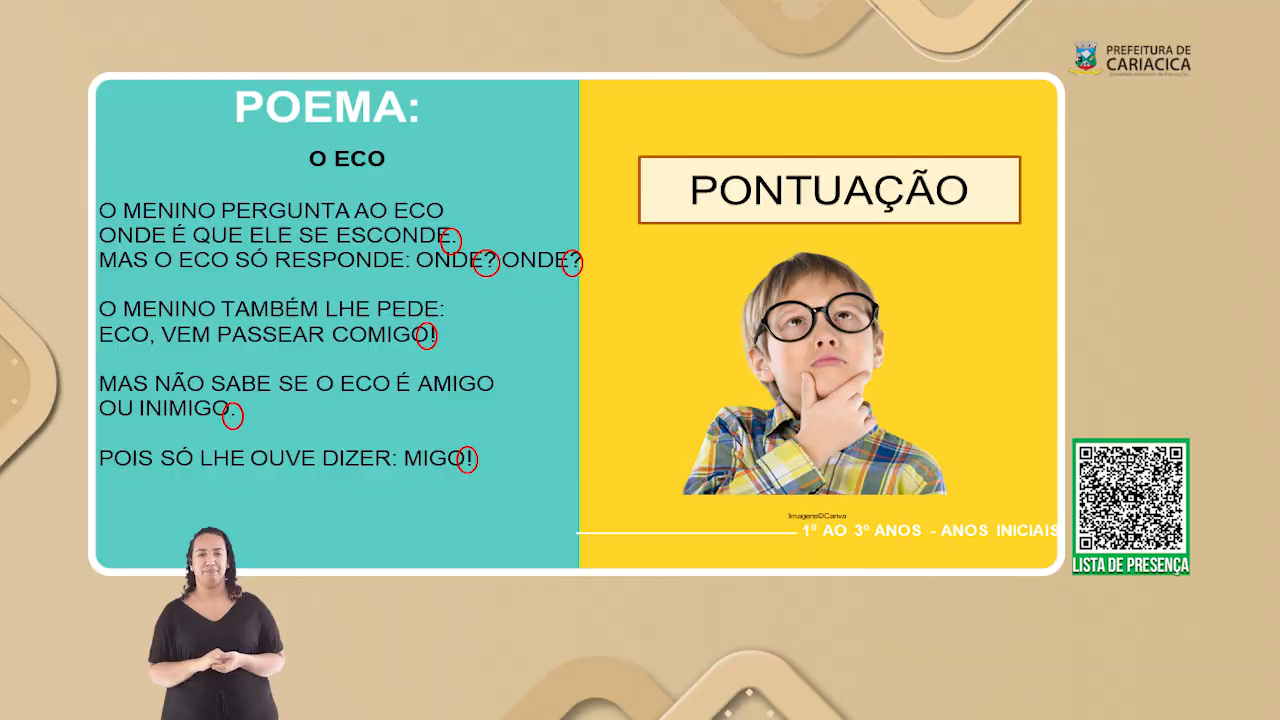 PREFEITURA DE
CARIACICA
POEMA:
O ECO
O MENINO PERGUNTA AO ECO
ONDE É QUE ELE SE ESCONDE.
MAS O ECO SÓ RESPONDE: ONDE? ONDE?
O MENINO TAMBÉM LHE PEDE:
ECO, VEM PASSEAR COMIGO!
MAS NÃO SABE SE O ECO É AMIGO
OU INIMIGO.
POIS SÓ LHE OUVE DIZER: MIGO!
PONTUAÇÃO
Imagens©Canva
1º AO 3º ANOS - ANOS INICIAIS
LISTA DE PRESENÇA